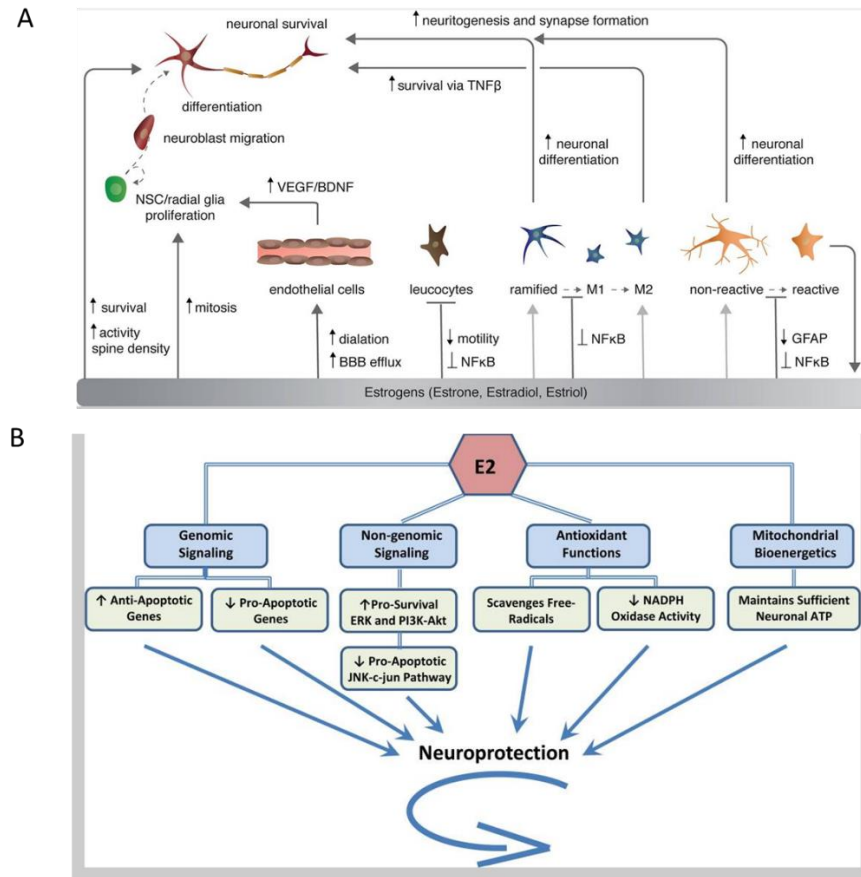 A
neuronal survival
↑ neuritogenesis and synapse formation
↑ survival via TNFβ
differentiation
neuroblast migration
↑ neuronal
differentiation
↑ neuronal
differentiation
NSC/radial glia
proliferation
↑ VEGF/BDNF
endothelial cells
leucocytes
ramified
M1
M2
non-reactive
reactive
↑ survival
↑ activity
spine density
↑ mitosis
↑ dialation
↑ BBB efflux
↓ motility
⊥ NFκB
⊥ NFκB
↓ GFAP
⊥ NFκB
Estrogens (Estrone, Estradiol, Estriol)
B
E2
Genomic
Signaling
Non-genomic
Signaling
Antioxidant
Functions
Mitochondrial
Bioenergetics
↑ Anti-Apoptotic
Genes
↓ Pro-Apoptotic
Genes
↑Pro-Survival
ERK and PI3K-Akt
Scavenges Free-
Radicals
↓ NADPH
Oxidase Activity
Maintains Sufficient
Neuronal ATP
↓ Pro-Apoptotic
JNK-c-jun Pathway
Neuroprotection